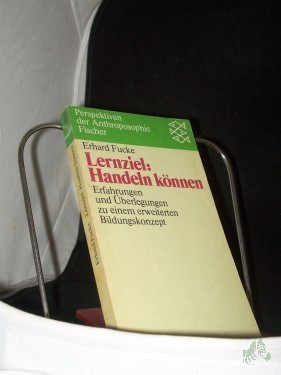 Perspektiven
der Anthroposophie
Fischer
Erhard Fucke
Lernziel:
Handeln können
Erfahrungen
und Überlegungen
zu einem erweiterten
Bildungskonzept